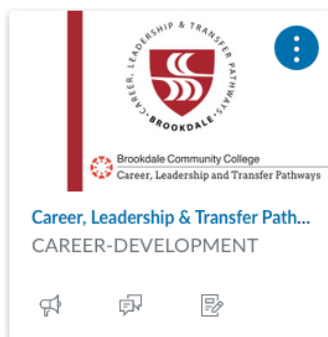 ·CAREER, LEADERSHIP & TRANSFER PATHWAYS·
BROOKDALE
Brookdale Community College
Career, Leadership and Transfer Pathways
Career, Leadership & Transfer Path...
CAREER-DEVELOPMENT